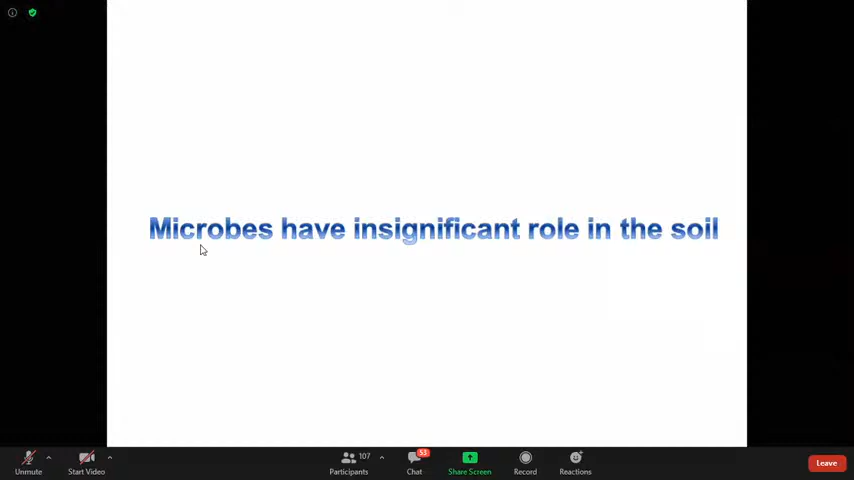 Microbes have insignificant role in the soil
107
53
Unmute
Start Video
Participants
Chat
Share Screen
Record
Reactions
Leave